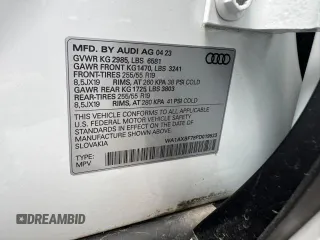 MFD. BY AUDI AG 04 23
GVWR KG 2985, LBS 6581
GAWR FRONT KG 1470, LBS 3241
FRONT-TIRES 255/55 R19
8,5JX19 RIMS, AT 260 KPA 38 PSI COLD
GAWR REAR KG 1725, LBS 3803
REAR-TIRES 255/55 R19
8,5JX19 RIMS, AT 280 KPA 41 PSI COLD
THIS VEHICLE CONFORMS TO ALL APPLICABLE
U.S. FEDERAL MOTOR VEHICLE SAFETY
STANDARDS IN EFFECT ON THE DATE OF
MANUFACTURE SHOWN ABOVE.
SLOVAKIA
TYPE:
MPV
DREAMBID